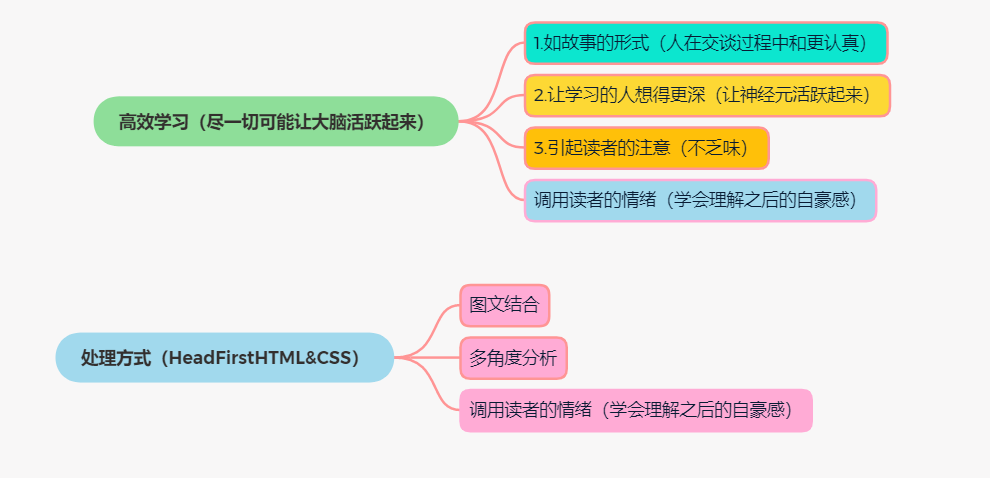 高效学习（尽一切可能让大脑活跃起来）
1.如故事的形式（人在交谈过程中和更认真）
2.让学习的人想得更深（让神经元活跃起来）
3.引起读者的注意（不乏味）
调用读者的情绪（学会理解之后的自豪感）
处理方式（HeadFirstHTML&CSS）
图文结合
多角度分析
调用读者的情绪（学会理解之后的自豪感）